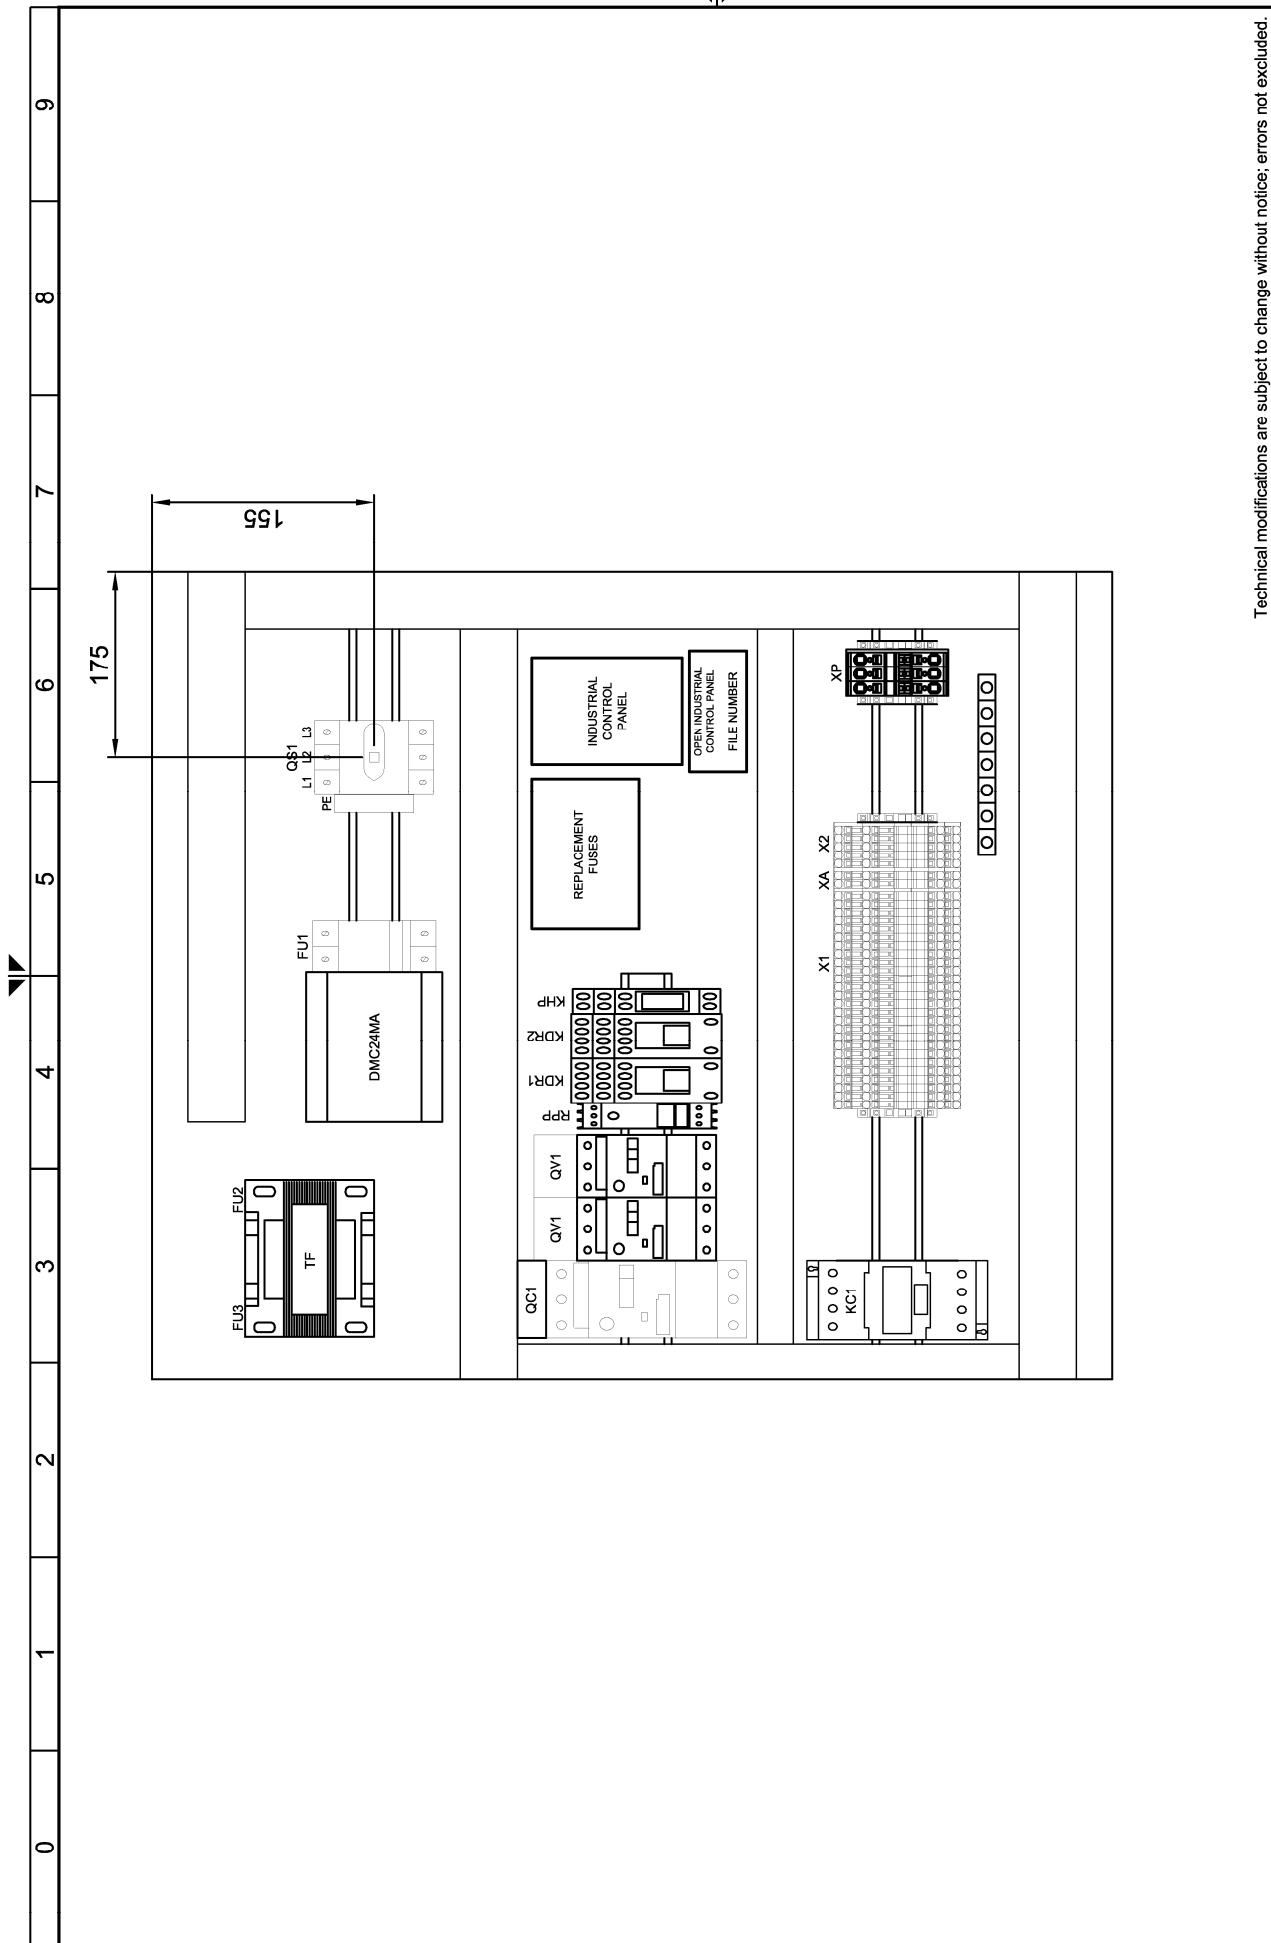 0
1
2
3
4
5
6
7
8
9
175
155
FU3
FU2
TF
DMC24MA
FU1
PE
L1
L2
L3
QS1
QC1
QV1
QV1
RPP
KDR1
KDR2
KHP
REPLACEMENT
FUSES
INDUSTRIAL
CONTROL
PANEL
OPEN INDUSTRIAL
CONTROL PANEL
FILE NUMBER
KC1
X1
XA
X2
XP
Technical modifications are subject to change without notice; errors not excluded.